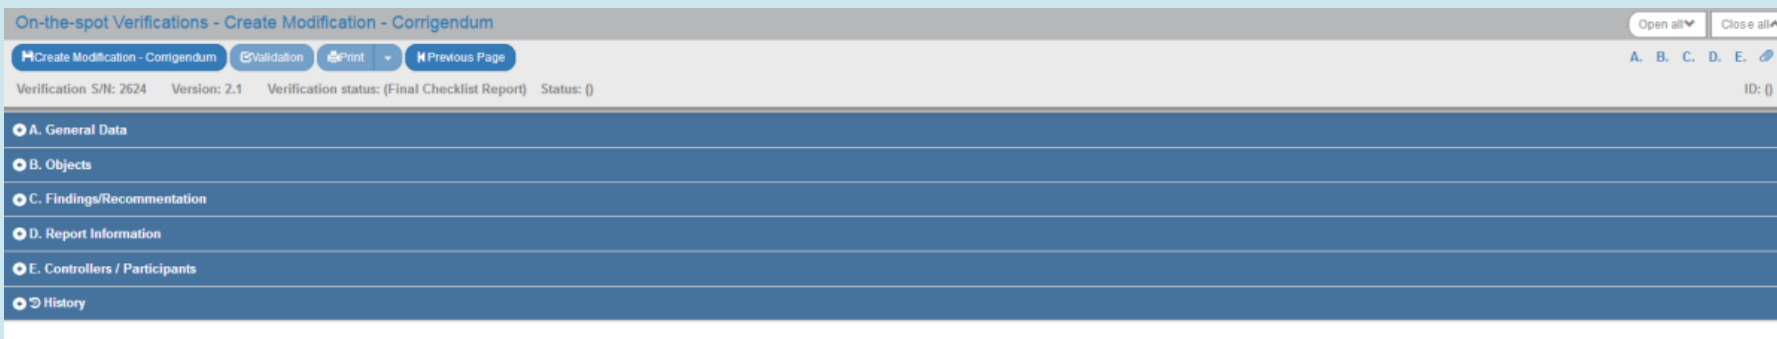 On-the-spot Verifications - Create Modification - Corrigendum Open all Close all
Create Modification - Corrigendum Validation Print Previous Page A. B. C. D. E.
Verification S/N: 2624 Version: 2.1 Verification status: (Final Checklist Report) Status: () ID: ()
A. General Data
B. Objects
C. Findings/Recommentation
D. Report Information
E. Controllers / Participants
History